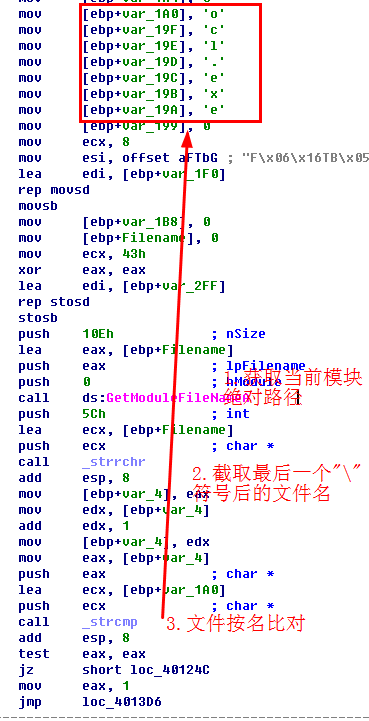 mov [ebp+var_1A0], 'o'
mov [ebp+var_19F], 'c'
mov [ebp+var_19E], 'l'
mov [ebp+var_19D], '.'
mov [ebp+var_19C], 'e'
mov [ebp+var_19B], 'x'
mov [ebp+var_19A], 'e'
mov [ebp+var_199], 0
mov ecx, 8
mov esi, offset aFTbG ; "F\x06\x16TB\x05
lea edi, [ebp+var_1F0]
rep movsd
movsb
mov [ebp+var_1B8], 0
mov [ebp+Filename], 0
mov ecx, 43h
xor eax, eax
lea edi, [ebp+var_2FF]
rep stosd
stosb
push 10Eh ; nSize
lea eax, [ebp+Filename]
push eax ; lpFilename
push 0 ; hModule
1.获取当前模块
绝对路径
call ds:GetModuleFileNameA
push 5Ch ; int
lea ecx, [ebp+Filename]
push ecx ; char *
call _strrchr
2.截取最后一个"\"
符号后的文件名
add esp, 8
mov [ebp+var_4], eax
mov edx, [ebp+var_4]
add edx, 1
mov [ebp+var_4], edx
mov eax, [ebp+var_4]
push eax ; char *
lea ecx, [ebp+var_1A0]
push ecx ; char *
call _strcmp
3.文件按名比对
add esp, 8
test eax, eax
jz short loc_40124C
mov eax, 1
jmp loc_4013D6